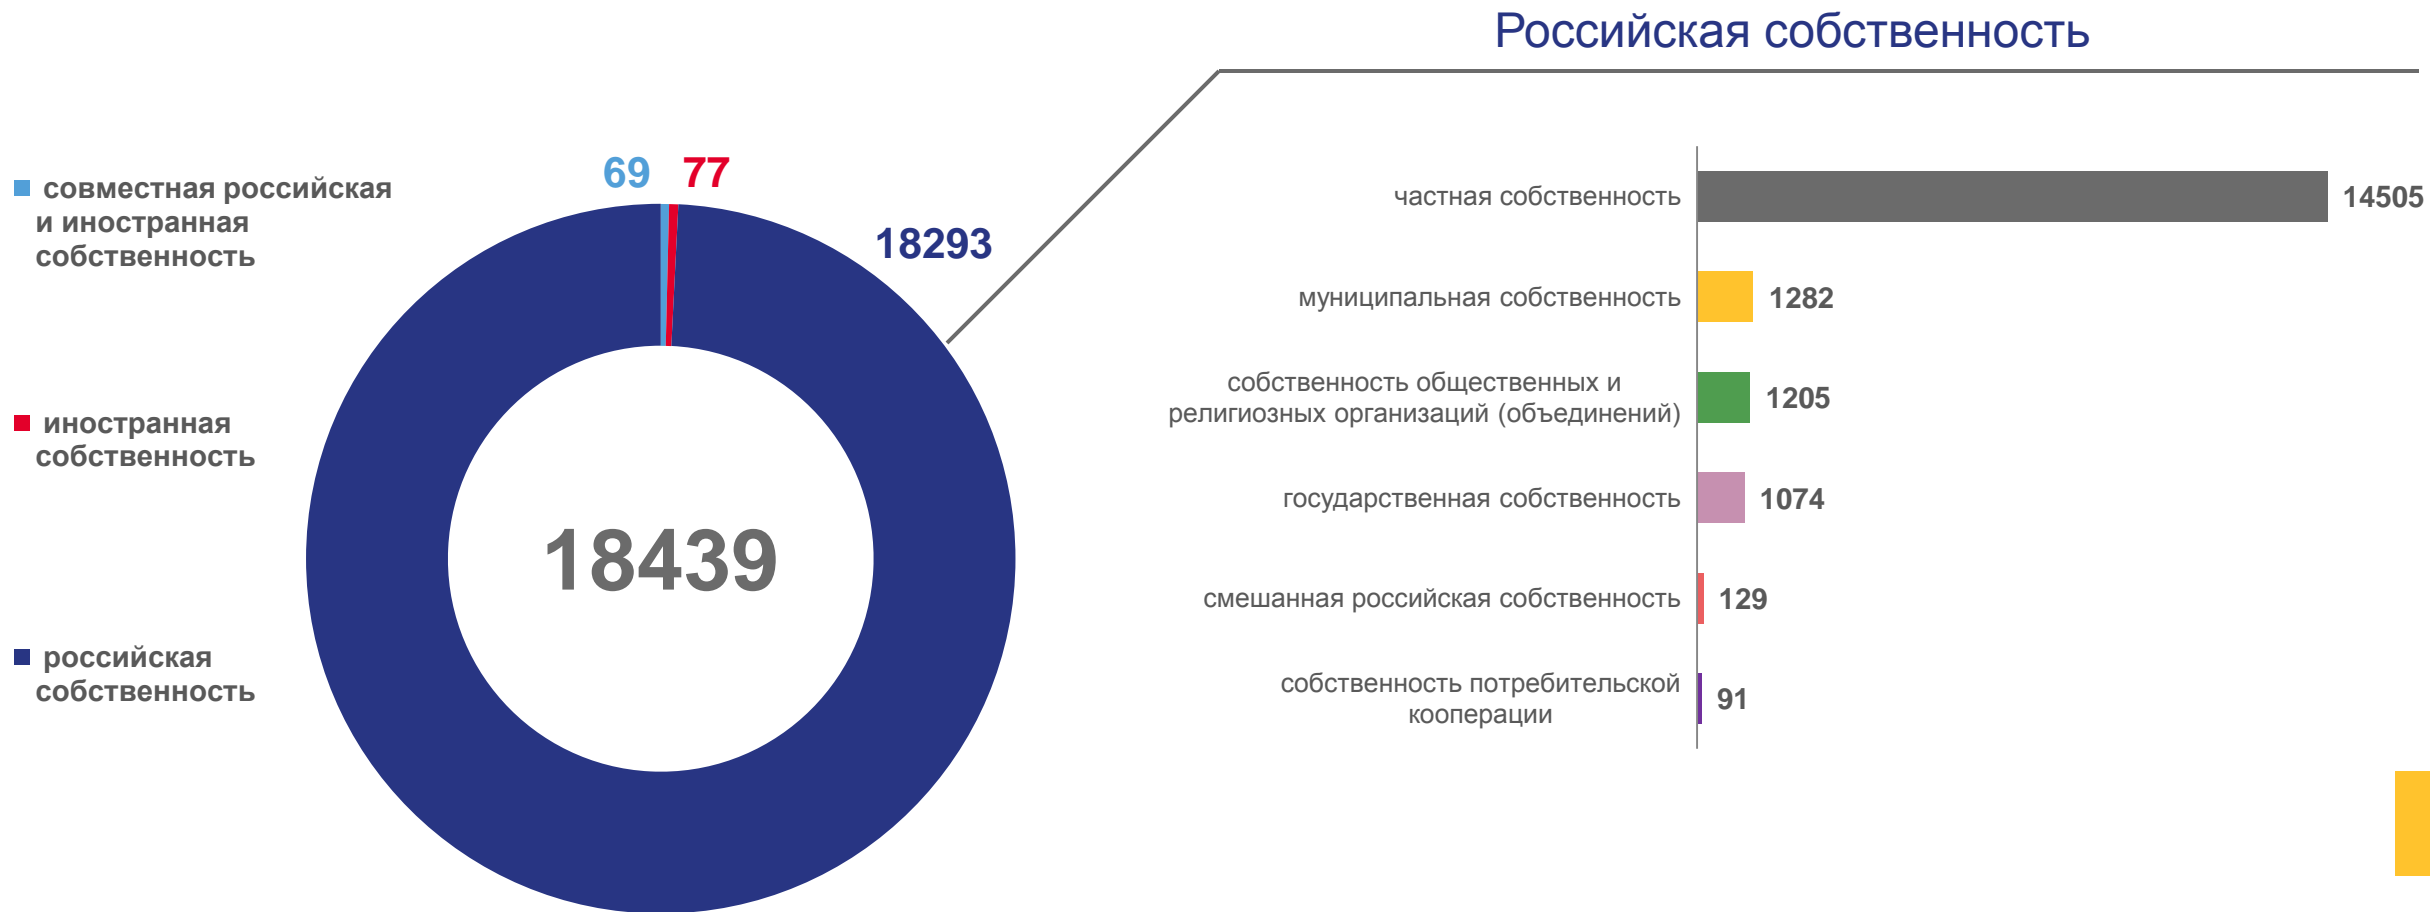 Российская собственность
69 77
18293
совместная российская
и иностранная
собственность
иностранная
собственность
российская
собственность
18439
частная собственность 14505
муниципальная собственность 1282
собственность общественных и
религиозных организаций (объединений) 1205
государственная собственность 1074
смешанная российская собственность 129
собственность потребительской
кооперации 91